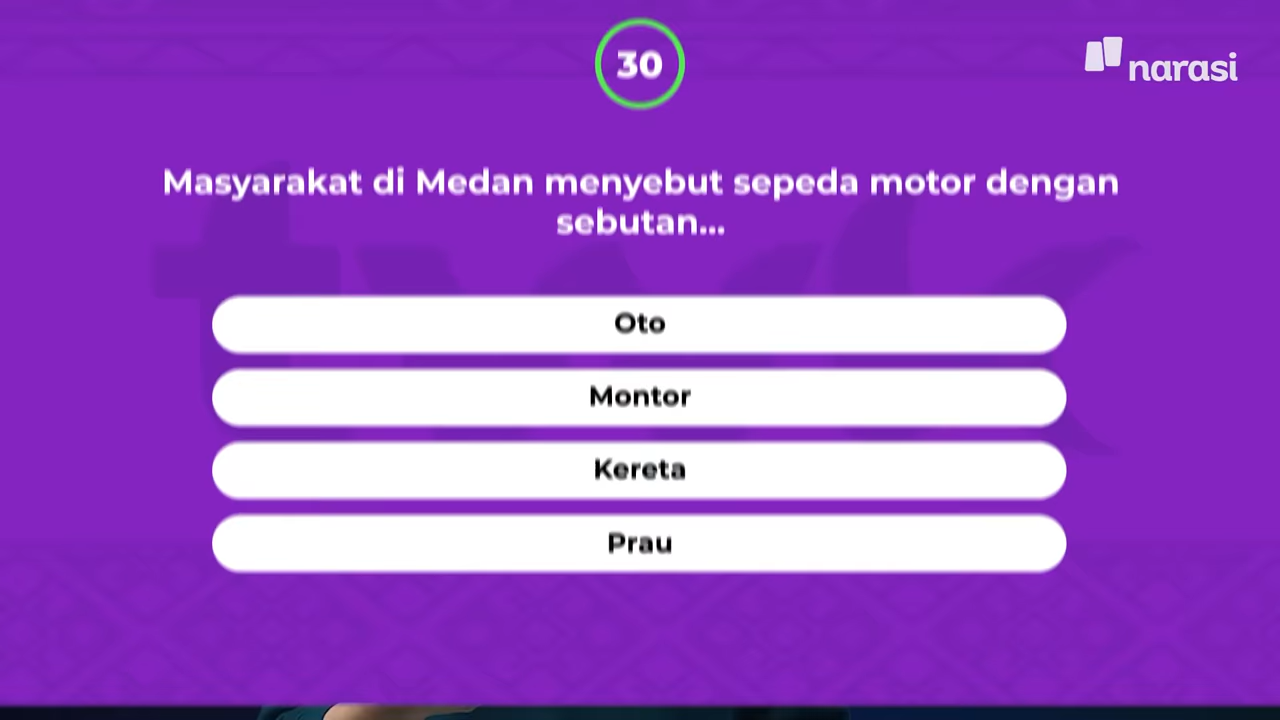 30
narasi
Masyarakat di Medan menyebut sepeda motor dengan
sebutan...
Oto
Montor
Kereta
Prau